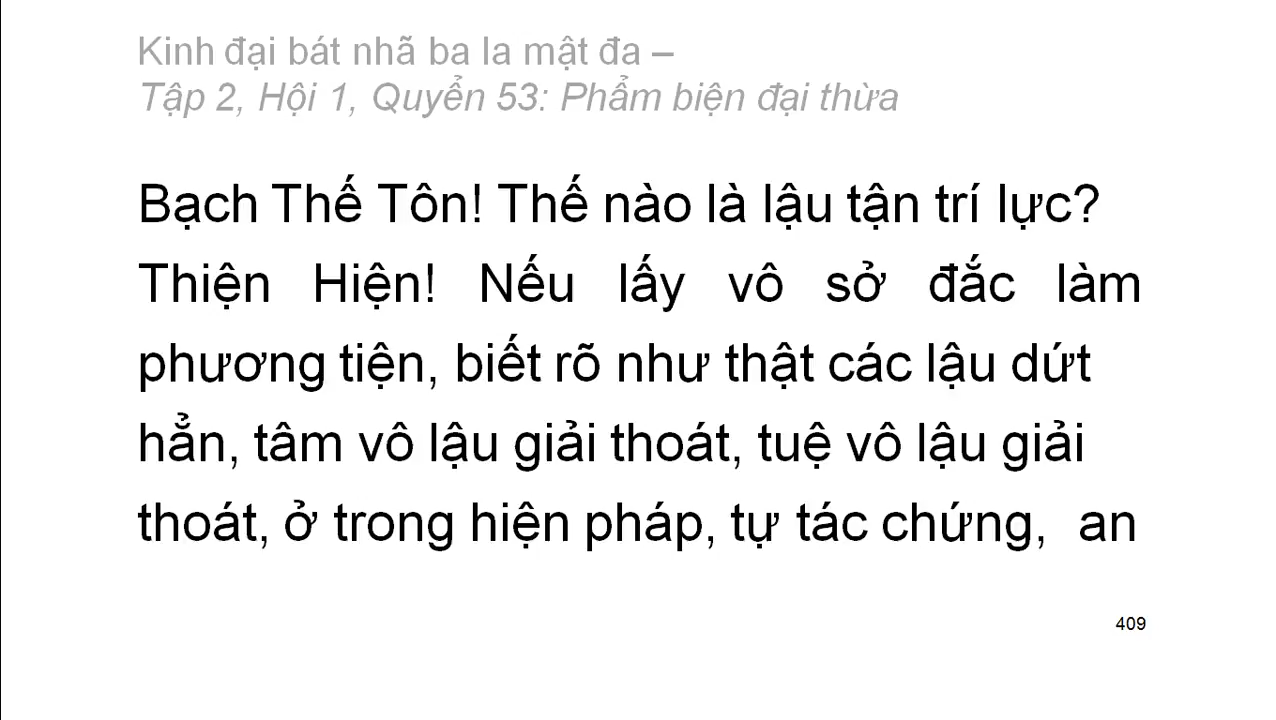 Kinh đại bát nhã ba la mật đa –
Tập 2, Hội 1, Quyển 53: Phẩm biện đại thừa
Bạch Thế Tôn! Thế nào là lậu tận trí lực?
Thiện Hiện! Nếu lấy vô sở đắc làm
phương tiện, biết rõ như thật các lậu dứt
hẳn, tâm vô lậu giải thoát, tuệ vô lậu giải
thoát, ở trong hiện pháp, tự tác chứng, an
409